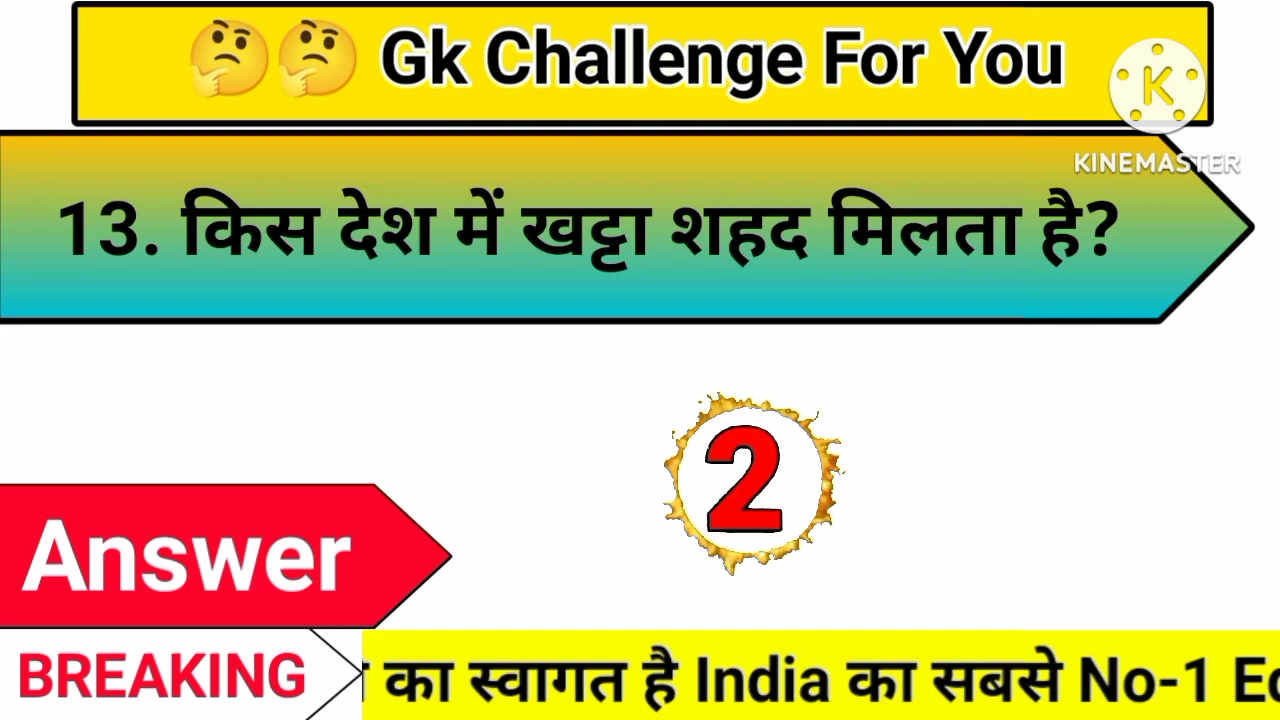 🤔🤔 Gk Challenge For You
K
KINEMASTER
13. किस देश में खट्टा शहद मिलता है?
2
Answer
BREAKING
का स्वागत है India का सबसे No-1